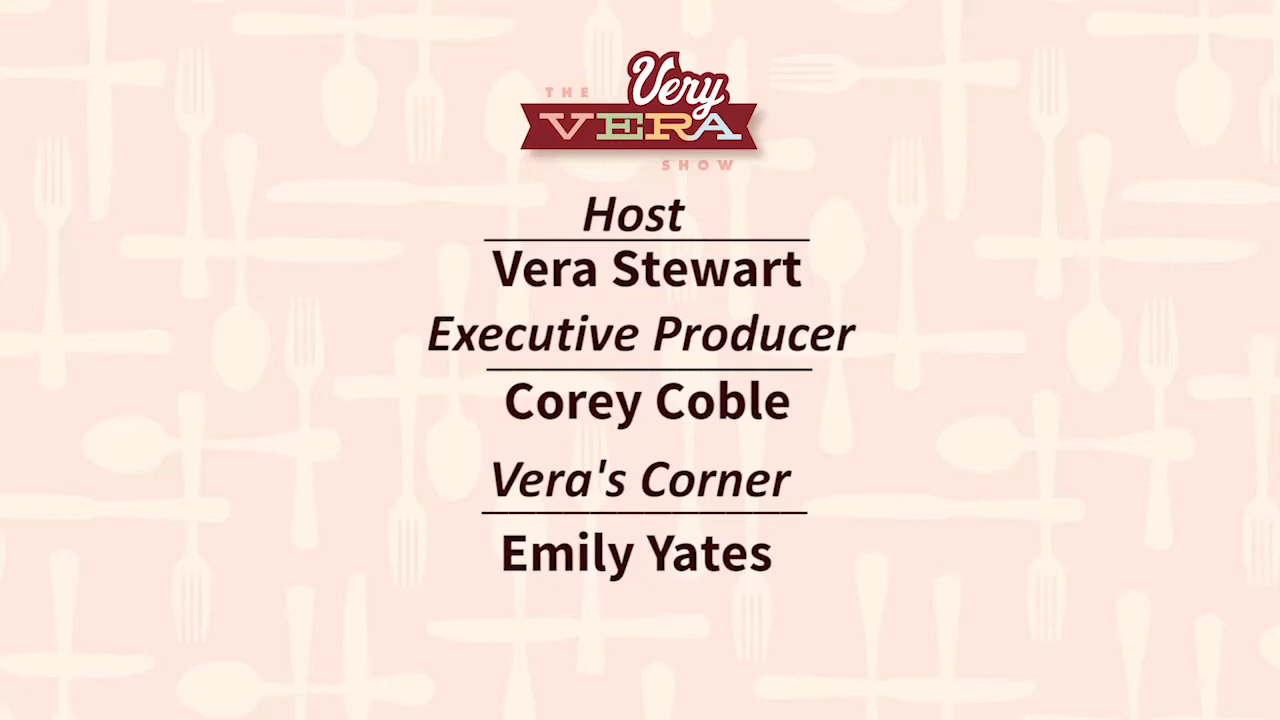 THE
Very
VERA
SHOW
Host
Vera Stewart
Executive Producer
Corey Coble
Vera's Corner
Emily Yates